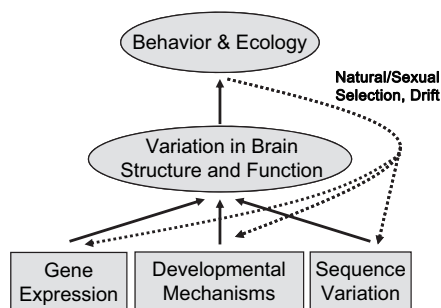 Behavior & Ecology
Natural/Sexual
Selection, Drift
Variation in Brain
Structure and Function
Gene
Expression
Developmental
Mechanisms
Sequence
Variation